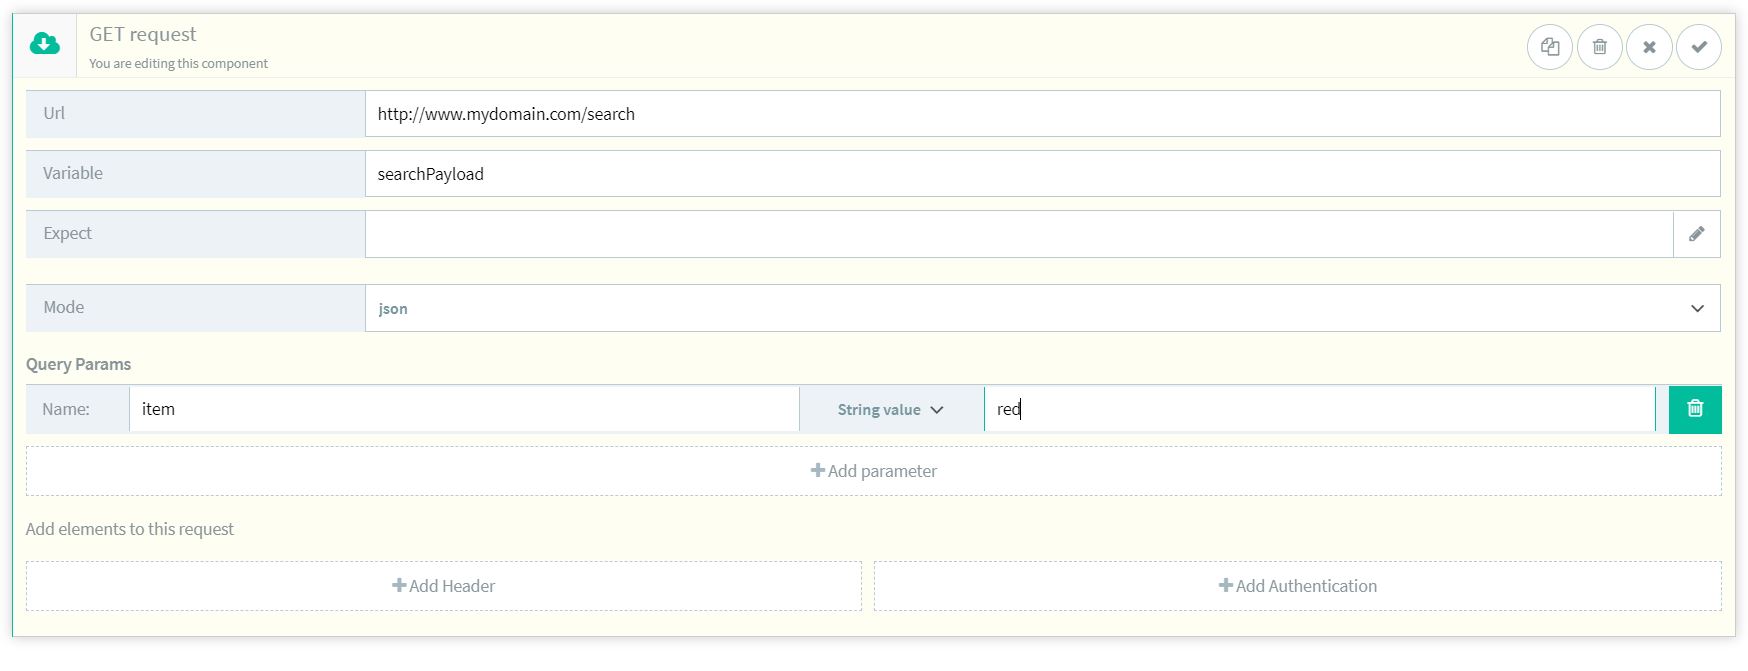 GET request
You are editing this component
Url
http://www.mydomain.com/search
Variable
searchPayload
Expect
Mode
json
Query Params
Name:
item
String value
red
Add parameter
Add elements to this request
Add Header
Add Authentication